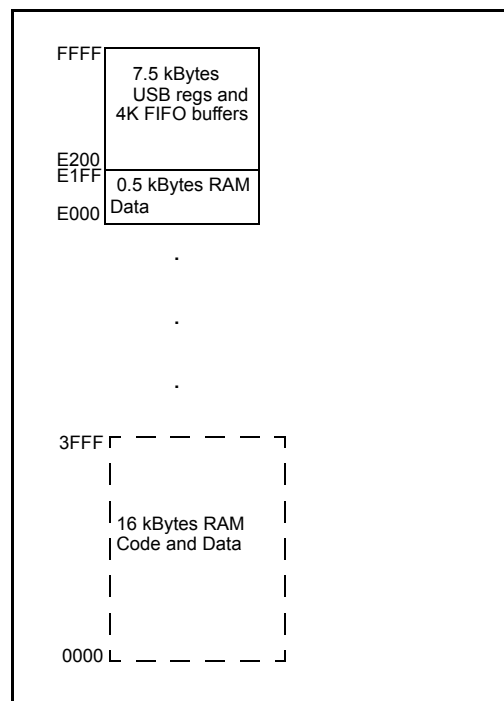 FFFF
7.5 kBytes
USB regs and
4K FIFO buffers
E200
E1FF
0.5 kBytes RAM
Data
E000
.
.
.
3FFF
16 kBytes RAM
Code and Data
0000